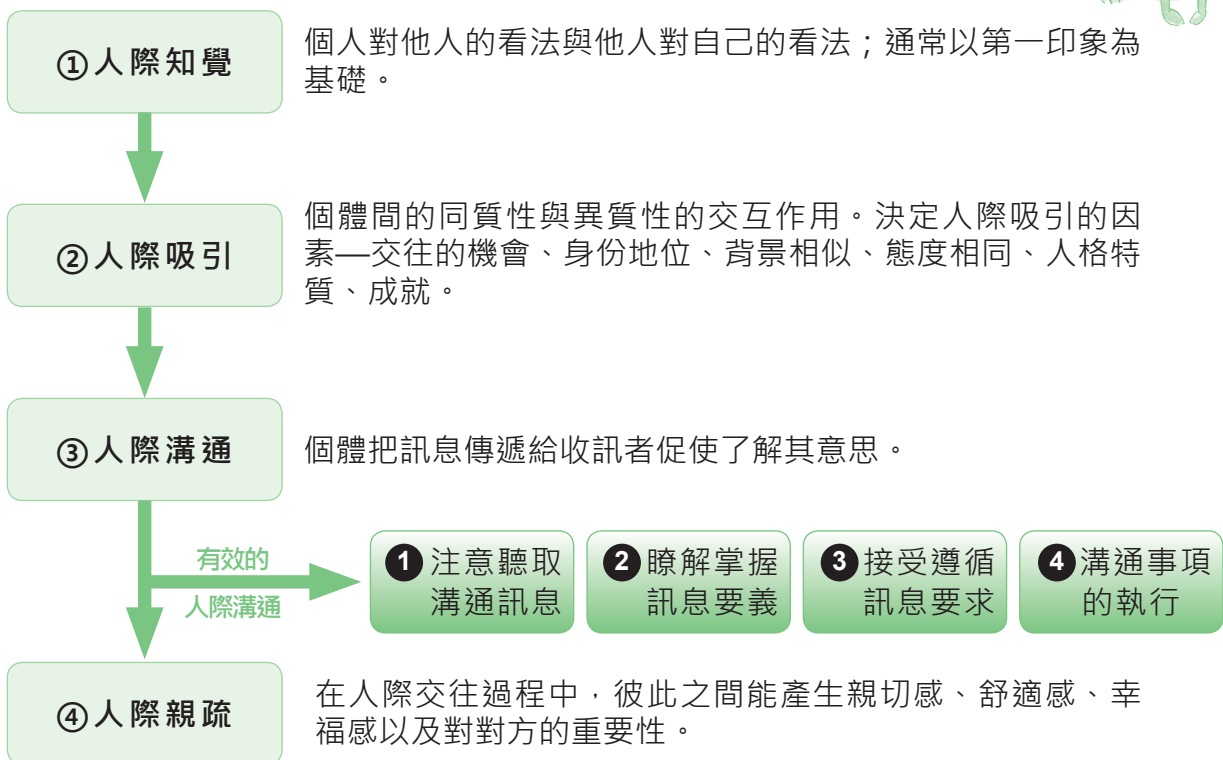 ①人際知覺
個人對他人的看法與他人對自己的看法；通常以第一印象為
基礎。
②人際吸引
個體間的同質性與異質性的交互作用。決定人際吸引的因
素—交往的機會、身份地位、背景相似、態度相同、人格特
質、成就。
③人際溝通
個體把訊息傳遞給收訊者促使了解其意思。
有效的
人際溝通
❶注意聽取
溝通訊息
❷瞭解掌握
訊息要義
❸接受遵循
訊息要求
❹溝通事項
的執行
④人際親疏
在人際交往過程中，彼此之間能產生親切感、舒適感、幸
福感以及對對方的重要性。